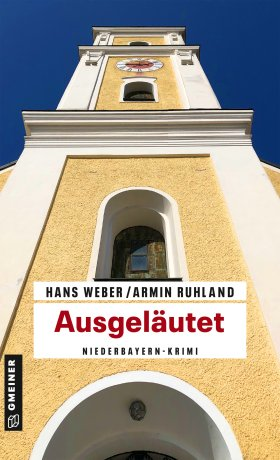 HANS WEBER/ARMIN RUHLAND
Ausgeläutet
NIEDERBAYERN-KRIMI
GMEINER